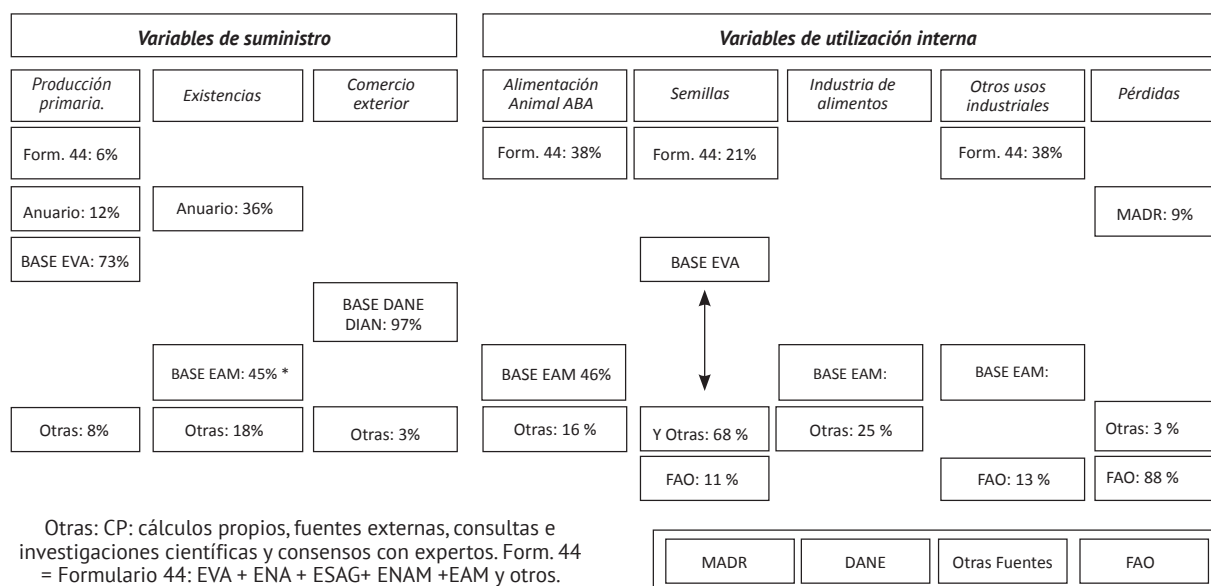 Variables de suministro
Variables de utilización interna
Producción
primaria.
Existencias
Comercio
exterior
Alimentación
Animal ABA
Semillas
Industria de
alimentos
Otros usos
industriales
Pérdidas
Form. 44: 6%
Form. 44: 38%
Form. 44: 21%
Form. 44: 38%
Anuario: 12%
Anuario: 36%
MADR: 9%
BASE EVA: 73%
BASE EVA
BASE DANE
DIAN: 97%
BASE EAM: 45% *
BASE EAM 46%
BASE EAM:
BASE EAM:
Otras: 8%
Otras: 18%
Otras: 3%
Otras: 16 %
Y Otras: 68 %
Otras: 25 %
Otras: 3 %
FAO: 11 %
FAO: 13 %
FAO: 88 %
Otras: CP: cálculos propios, fuentes externas, consultas e
investigaciones científicas y consensos con expertos. Form. 44
= Formulario 44: EVA + ENA + ESAG+ ENAM +EAM y otros.
MADR
DANE
Otras Fuentes
FAO